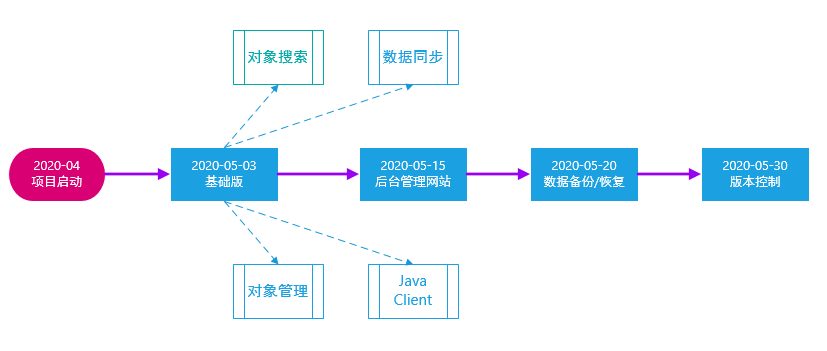 对象搜索
数据同步
2020-04
项目启动
2020-05-03
基础版
2020-05-15
后台管理网站
2020-05-20
数据备份/恢复
2020-05-30
版本控制
对象管理
Java
Client